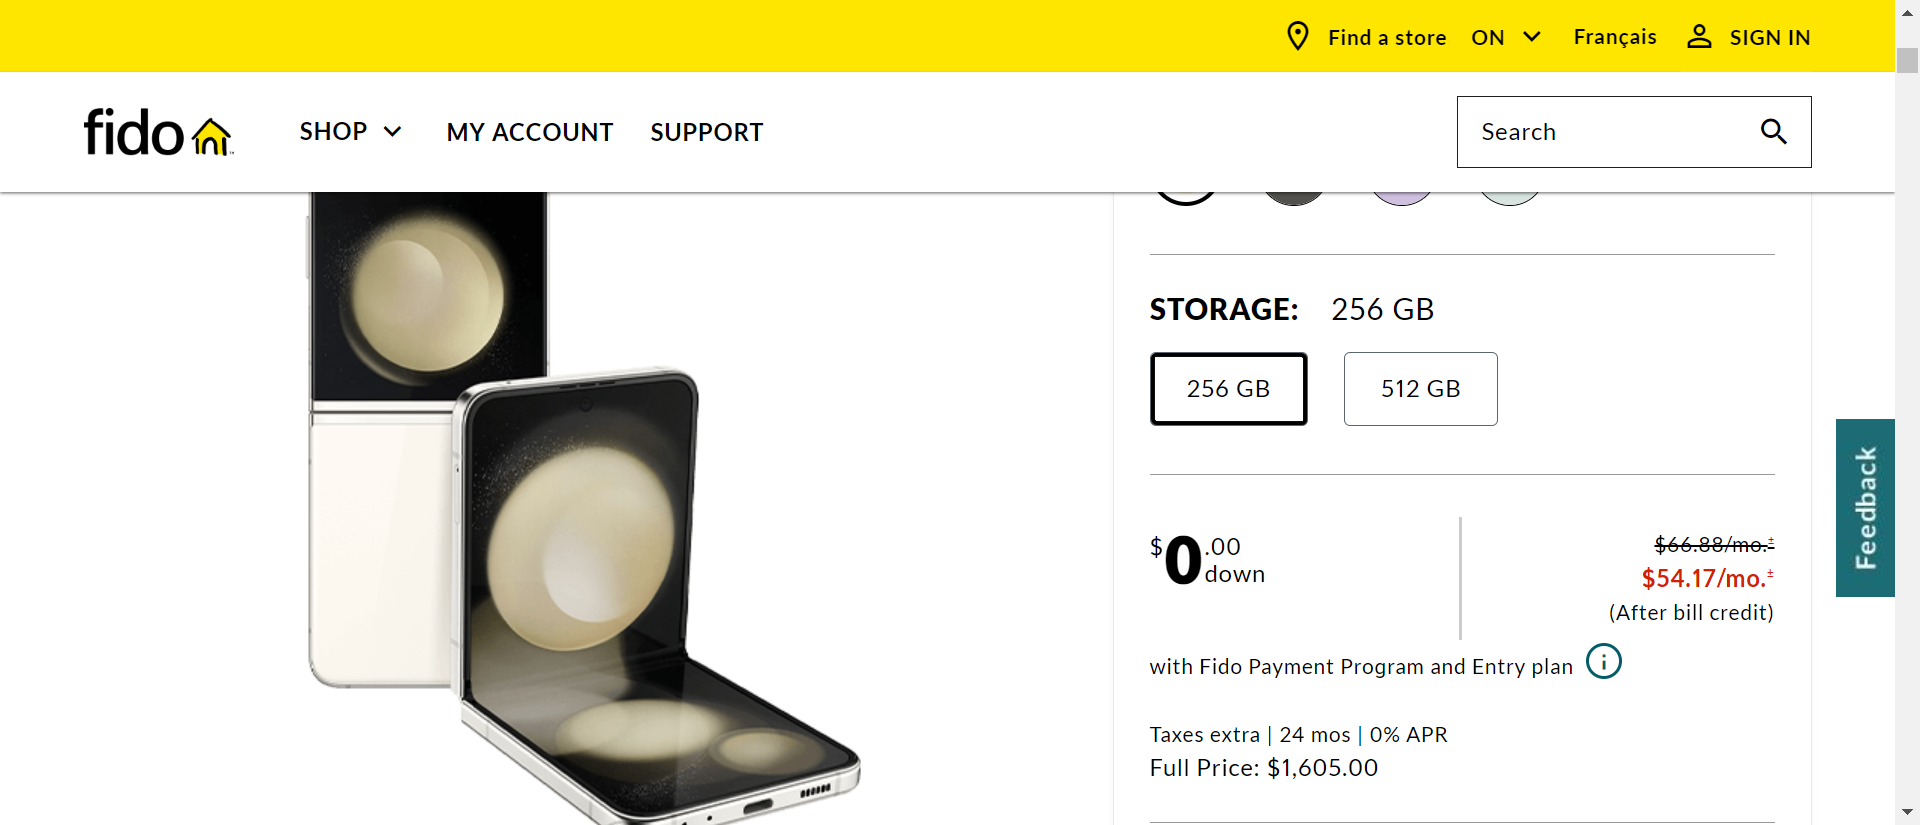 Find a store ON Français SIGN IN
fido SHOP MY ACCOUNT SUPPORT Search
STORAGE: 256 GB
256 GB 512 GB
$0.00 down
$66.88/mo.±
$54.17/mo.±
(After bill credit)
with Fido Payment Program and Entry plan
Taxes extra | 24 mos | 0% APR
Full Price: $1,605.00
Feedback